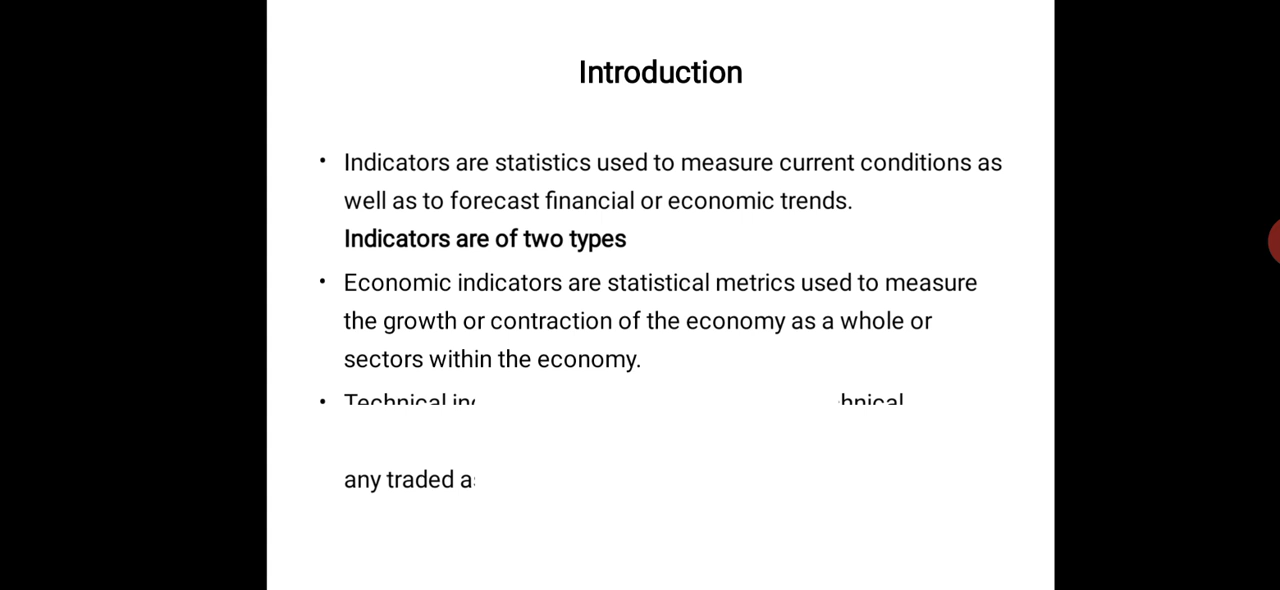 Introduction
• Indicators are statistics used to measure current conditions as
well as to forecast financial or economic trends.
Indicators are of two types
• Economic indicators are statistical metrics used to measure
the growth or contraction of the economy as a whole or
sectors within the economy.
• Technical
any traded